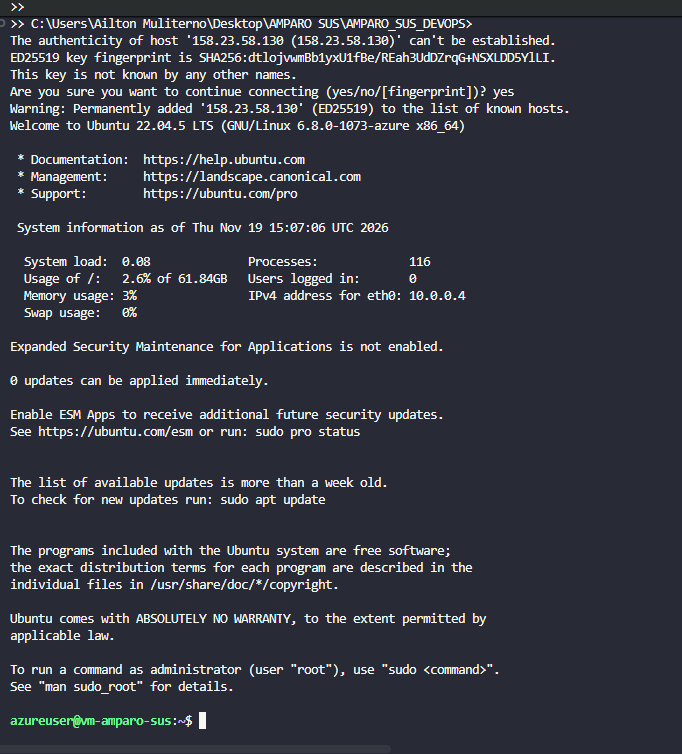 >>
>> C:\Users\Ailton Muliterno\Desktop\AMPARO SUS\AMPARO_SUS_DEVOPS>
The authenticity of host '158.23.58.130 (158.23.58.130)' can't be established.
ED25519 key fingerprint is SHA256:dtlojvwmBb1yxU1fBe/REah3UdDZrqG+NSXLDD5YlLI.
This key is not known by any other names.
Are you sure you want to continue connecting (yes/no/[fingerprint])? yes
Warning: Permanently added '158.23.58.130' (ED25519) to the list of known hosts.
Welcome to Ubuntu 22.04.5 LTS (GNU/Linux 6.8.0-1073-azure x86_64)
* Documentation:  https://help.ubuntu.com
* Management:     https://landscape.canonical.com
* Support:        https://ubuntu.com/pro
System information as of Thu Nov 19 15:07:06 UTC 2026
System load:  0.08               Processes:             116
Usage of /:   2.6% of 61.84GB   Users logged in:       0
Memory usage: 3%                 IPv4 address for eth0: 10.0.0.4
Swap usage:   0%
Expanded Security Maintenance for Applications is not enabled.
0 updates can be applied immediately.
Enable ESM Apps to receive additional future security updates.
See https://ubuntu.com/esm or run: sudo pro status
The list of available updates is more than a week old.
To check for new updates run: sudo apt update
The programs included with the Ubuntu system are free software;
the exact distribution terms for each program are described in the
individual files in /usr/share/doc/*/copyright.
Ubuntu comes with ABSOLUTELY NO WARRANTY, to the extent permitted by
applicable law.
To run a command as administrator (user "root"), use "sudo <command>".
See "man sudo_root" for details.
azureuser@vm-amparo-sus:~$